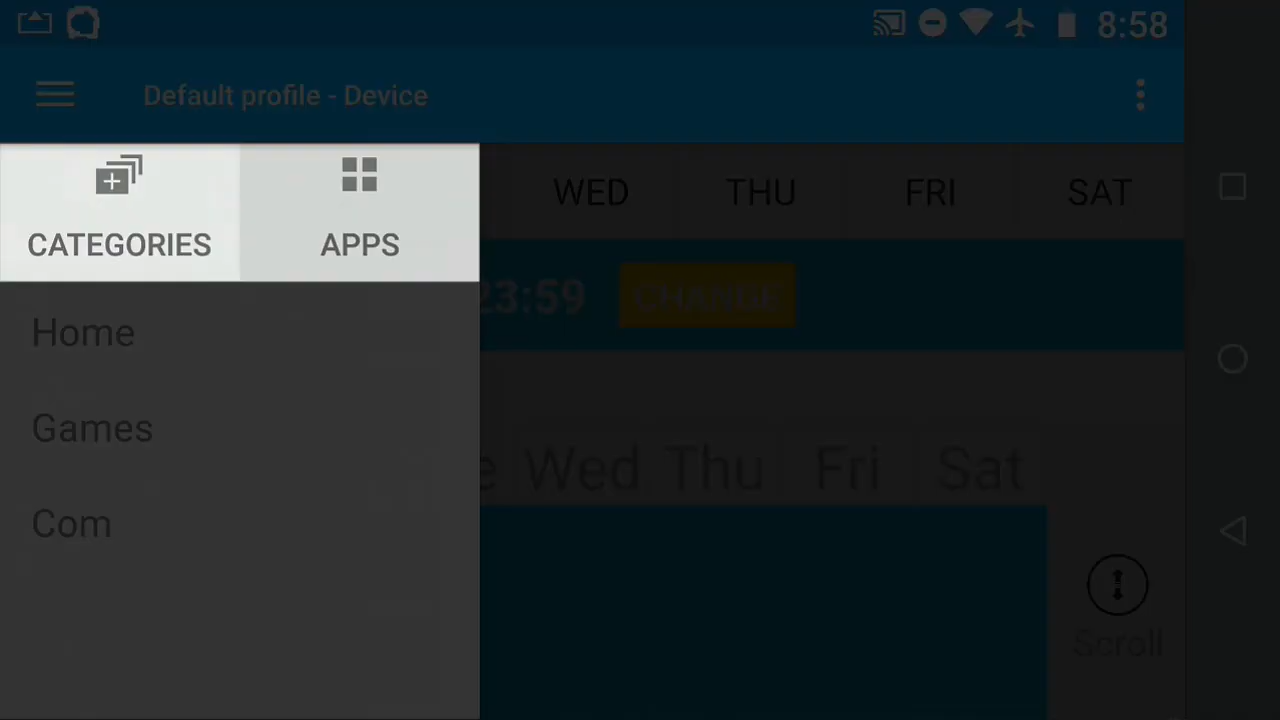 8:58
Default profile - Device
CATEGORIES APPS WED THU FRI SAT
23:59 CHANGE
Home
Games
e Wed Thu Fri Sat
Com
Scroll